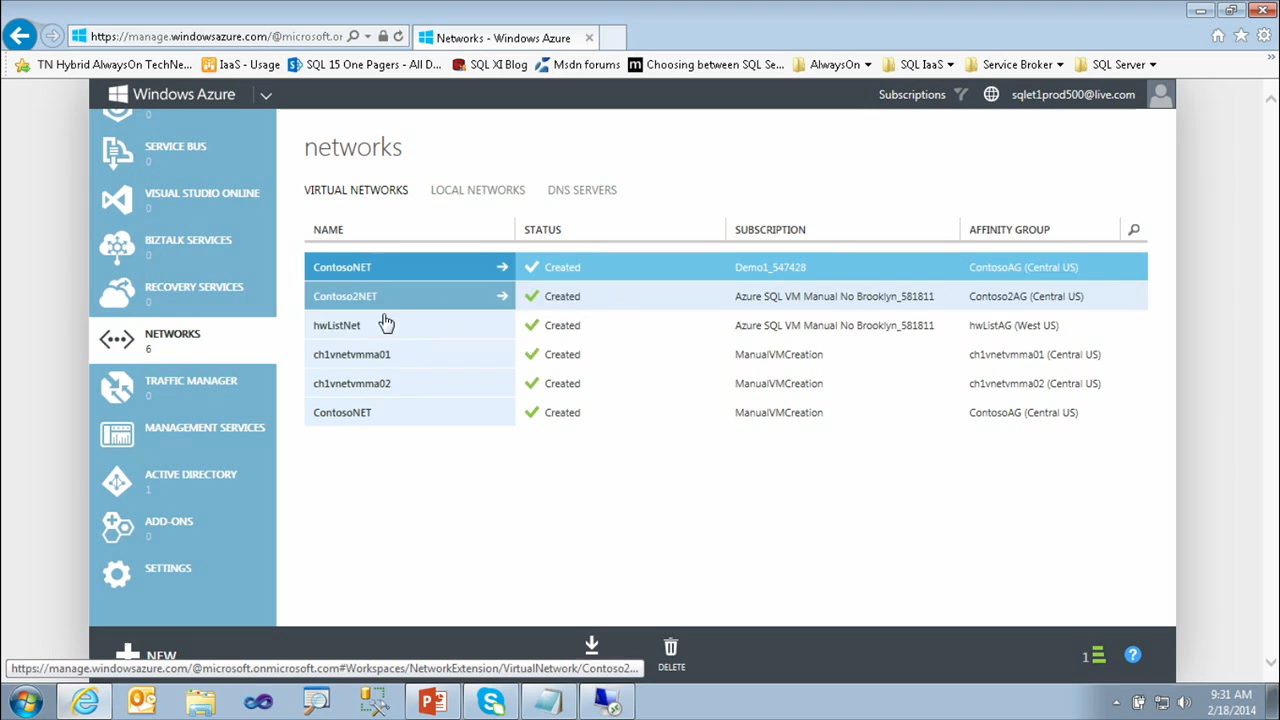 https://manage.windowsazure.com/@microsoft.or
Networks - Windows Azure
TN Hybrid AlwaysOn TechNe...
IaaS - Usage
SQL 15 One Pagers - All D...
SQL XI Blog
Msdn forums
Choosing between SQL Se...
AlwaysOn
SQL IaaS
Service Broker
SQL Server
Windows Azure
Subscriptions
sqlet1prod500@live.com
0
SERVICE BUS
0
VISUAL STUDIO ONLINE
0
BIZTALK SERVICES
0
RECOVERY SERVICES
0
NETWORKS
6
TRAFFIC MANAGER
0
MANAGEMENT SERVICES
ACTIVE DIRECTORY
1
ADD-ONS
0
SETTINGS
networks
VIRTUAL NETWORKS LOCAL NETWORKS DNS SERVERS
NAME STATUS SUBSCRIPTION AFFINITY GROUP
ContosoNET Created Demo1_547428 ContosoAG (Central US)
Contoso2NET Created Azure SQL VM Manual No Brooklyn_581811 Contoso2AG (Central US)
hwListNet Created Azure SQL VM Manual No Brooklyn_581811 hwListAG (West US)
ch1vnetvmma01 Created ManualVMCreation ch1vnetvmma01 (Central US)
ch1vnetvmma02 Created ManualVMCreation ch1vnetvmma02 (Central US)
ContosoNET Created ManualVMCreation ContosoAG (Central US)
NEW
DELETE
1
https://manage.windowsazure.com/@microsoft.onmicrosoft.com#Workspaces/NetworkExtension/VirtualNetwork/Contoso2...
9:31 AM
2/18/2014